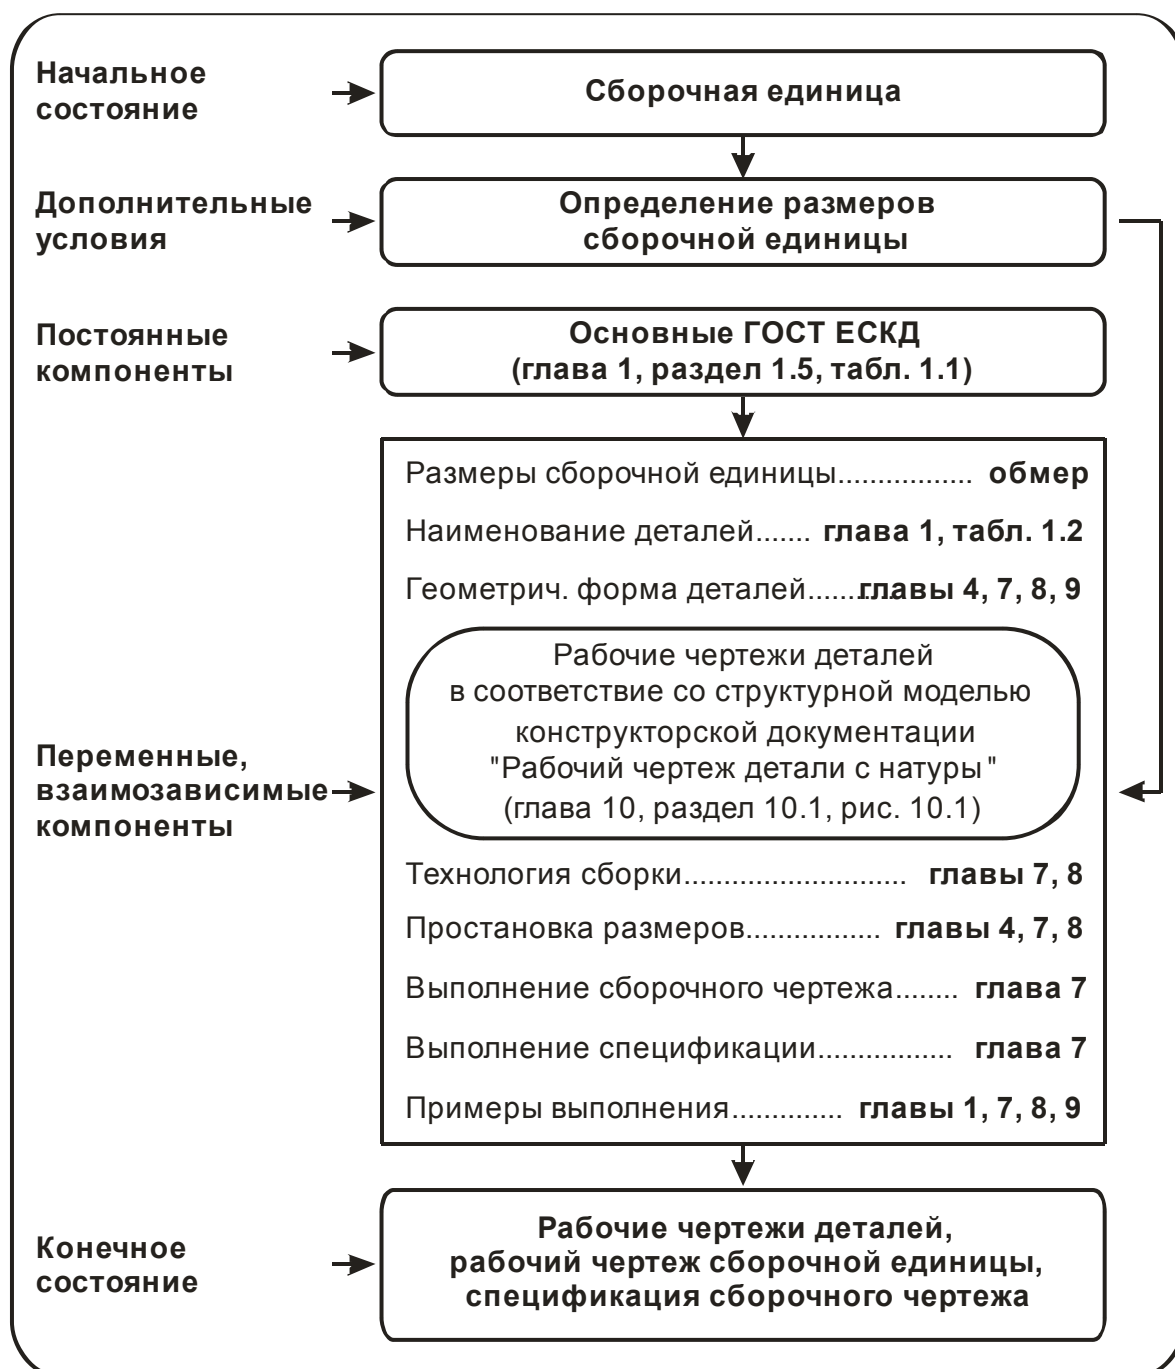 Начальное
состояние
Сборочная единица
Дополнительные
условия
Определение размеров
сборочной единицы
Постоянные
компоненты
Основные ГОСТ ЕСКД
(глава 1, раздел 1.5, табл. 1.1)
Размеры сборочной единицы................. обмер
Наименование деталей....... глава 1, табл. 1.2
Геометрич. форма деталей..........главы 4, 7, 8, 9
Рабочие чертежи деталей
в соответствие со структурной моделью
конструкторской документации
"Рабочий чертеж детали с натуры"
(глава 10, раздел 10.1, рис. 10.1)
Переменные,
взаимозависимые
компоненты
Технология сборки............................ главы 7, 8
Простановка размеров................. главы 4, 7, 8
Выполнение сборочного чертежа........ глава 7
Выполнение спецификации................. глава 7
Примеры выполнения.............. главы 1, 7, 8, 9
Конечное
состояние
Рабочие чертежи деталей,
рабочий чертеж сборочной единицы,
спецификация сборочного чертежа